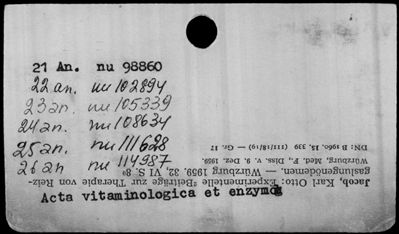 21 An. nu 98860
22 an. nu 102894
23 an. nu 105339
24 an. nu 108634
25 an. nu 111628
26 an nu 114987
Acta vitaminologica et enzymo
Jacob, Karl Otto: Experimentelle Beiträge zur Therapie von Reiz-
gaslungenödemen. — Würzburg 1959. 32, VI S. 8°
Würzburg, Med. F., Diss. v. 9. Dez. 1959.
DN: B 1960, 15, 339 (111/18/19) — Gr. — 17